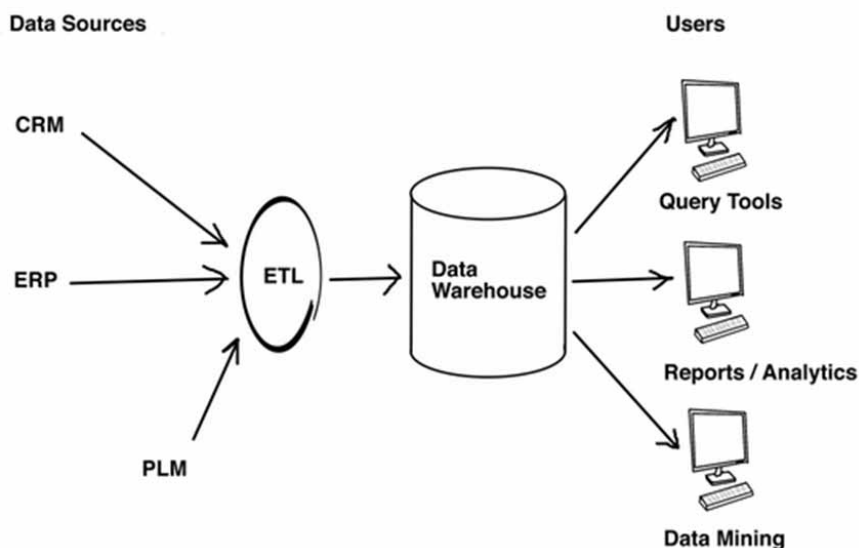 Data Sources
Users
CRM
Query Tools
ERP
ETL
Data
Warehouse
Reports / Analytics
PLM
Data Mining